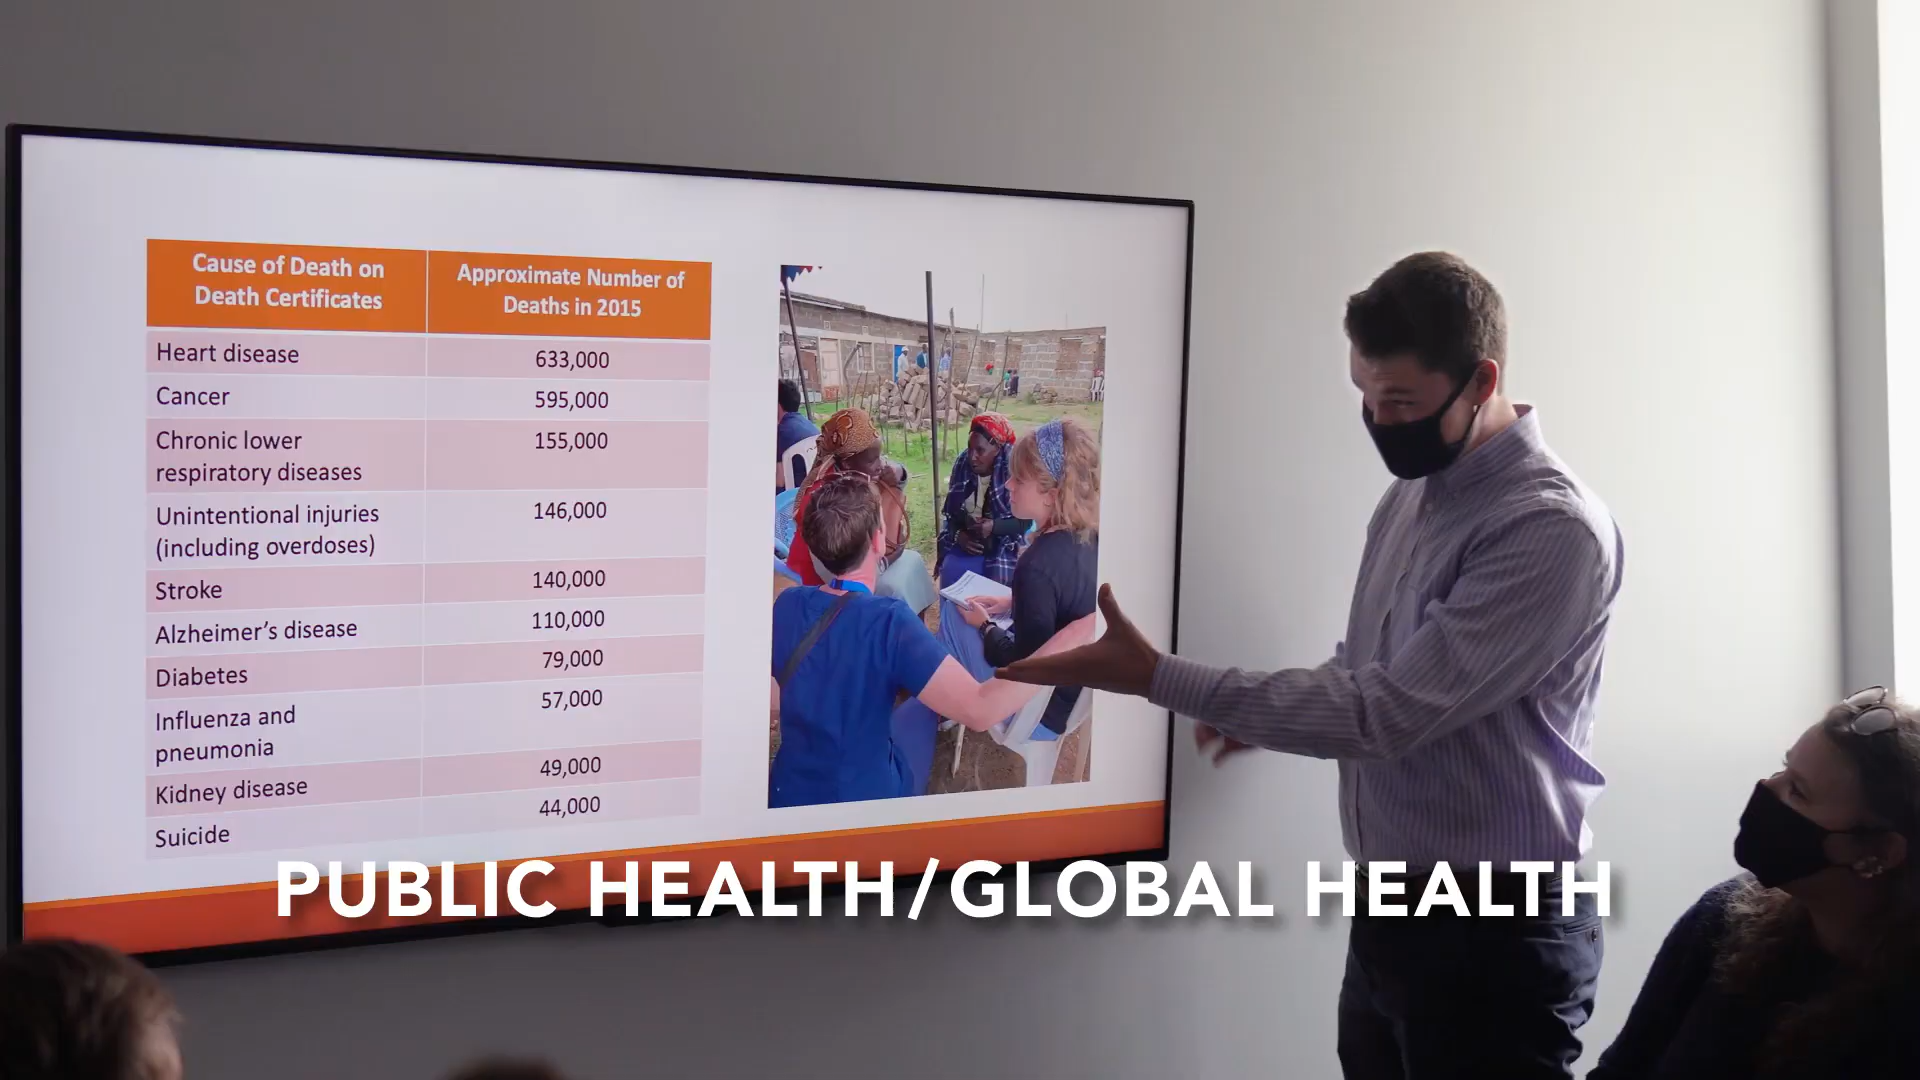 Cause of Death on
Death Certificates
Approximate Number of
Deaths in 2015
Heart disease
633,000
Cancer
595,000
Chronic lower
respiratory diseases
155,000
Unintentional injuries
(including overdoses)
146,000
Stroke
140,000
Alzheimer’s disease
110,000
Diabetes
79,000
Influenza and
pneumonia
57,000
Kidney disease
49,000
Suicide
44,000
PUBLIC HEALTH/GLOBAL HEALTH